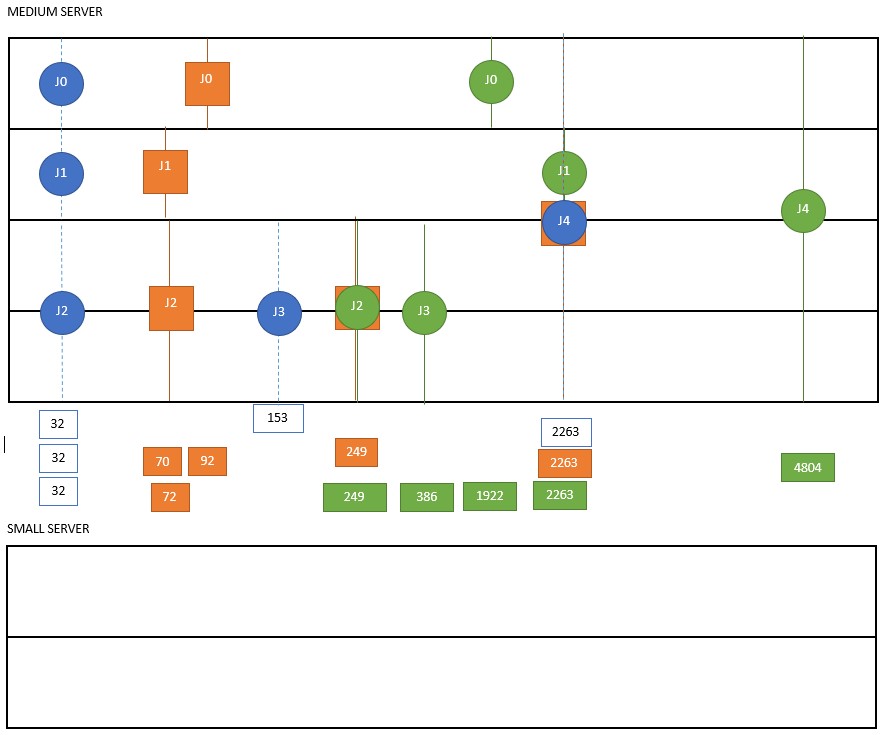 MEDIUM SERVER
J0 J0 J0
J1 J1 J1
J4 J4
J2 J2 J3 J2 J3
32 153 2263
32 70 92 249 2263 4804
32 72 249 386 1922 2263
SMALL SERVER